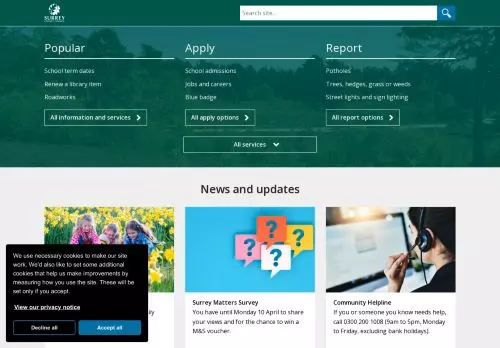 SURREY
Search site...
Popular
School term dates
Renew a library item
Roadworks
All information and services
Apply
School admissions
Jobs and careers
Blue badge
All apply options
Report
Potholes
Trees, hedges, grass or weeds
Street lights and sign lighting
All report options
All services
News and updates
We use necessary cookies to make our site
work. We'd also like to set some additional
cookies that help us make improvements by
measuring how you use the site. These will be
set only if you accept.
View our privacy notice
Decline all
Accept all
Surrey Matters Survey
You have until Monday 10 April to share
your views and for the chance to win a
M&S voucher.
Community Helpline
If you or someone you know needs help,
call 0300 200 1008 (9am to 5pm, Monday
to Friday, excluding bank holidays).